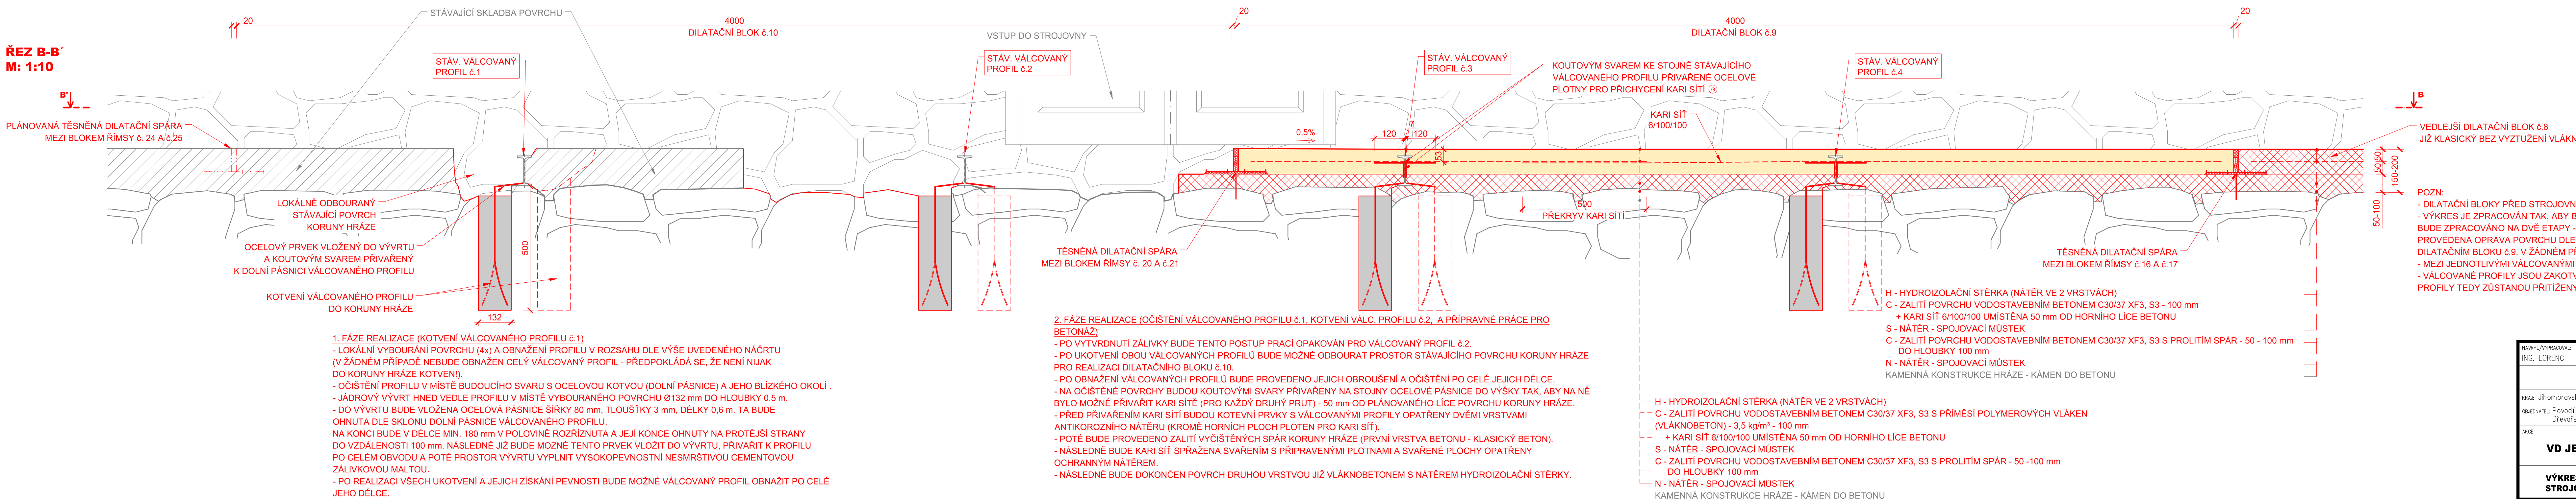 ŘEZ B-B´
M: 1:10
B'
STÁVAJÍCÍ SKLADBA POVRCHU
20
4000
DILATAČNÍ BLOK č.10
20
4000
DILATAČNÍ BLOK č.9
20
VSTUP DO STROJOVNY
STÁV. VÁLCOVANÝ
PROFIL č.1
STÁV. VÁLCOVANÝ
PROFIL č.2
STÁV. VÁLCOVANÝ
PROFIL č.3
STÁV. VÁLCOVANÝ
PROFIL č.4
KOUTOVÝM SVAREM KE STOJNĚ STÁVAJÍCÍHO
VÁLCOVANÉHO PROFILU PŘIVAŘENÉ OCELOVÉ
PLOTNY PRO PŘICHYCENÍ KARI SÍTÍ
B
PLÁNOVANÁ TĚSNĚNÁ DILATAČNÍ SPÁRA
MEZI BLOKEM ŘÍMSY č. 24 A č.25
0,5%
120
7
120
53
KARI SÍŤ
6/100/100
VEDLEJŠÍ DILATAČNÍ BLOK č.8
JIŽ KLASICKÝ BEZ VYZTUŽENÍ VLÁKN
50
50
150-200
50-100
LOKÁLNĚ ODBOURANÝ
STÁVAJÍCÍ POVRCH
KORUNY HRÁZE
OCELOVÝ PRVEK VLOŽENÝ DO VÝVRTU
A KOUTOVÝM SVAREM PŘIVAŘENÝ
K DOLNÍ PÁSNICI VÁLCOVANÉHO PROFILU
KOTVENÍ VÁLCOVANÉHO PROFILU
DO KORUNY HRÁZE
500
132
TĚSNĚNÁ DILATAČNÍ SPÁRA
MEZI BLOKEM ŘÍMSY č. 20 A č.21
500
PŘEKRYV KARI SÍTÍ
TĚSNĚNÁ DILATAČNÍ SPÁRA
MEZI BLOKEM ŘÍMSY č.16 A č.17
POZN:
- DILATAČNÍ BLOKY PŘED STROJOVN
- VÝKRES JE ZPRACOVÁN TAK, ABY B
BUDE ZPRACOVÁNO NA DVĚ ETAPY -
PROVEDENA OPRAVA POVRCHU DLE
DILATAČNÍM BLOKU č.9. V ŽÁDNÉM P
- MEZI JEDNOTLIVÝMI VÁLCOVANÝMI
- VÁLCOVANÉ PROFILY JSOU ZAKOTV
PROFILY TEDY ZŮSTANOU PŘITÍŽENY
1. FÁZE REALIZACE (KOTVENÍ VÁLCOVANÉHO PROFILU č.1)
- LOKÁLNÍ VYBOURÁNÍ POVRCHU (4x) A OBNAŽENÍ PROFILU V ROZSAHU DLE VÝŠE UVEDENÉHO NÁČRTU
(V ŽÁDNÉM PŘÍPADĚ NEBUDE OBNAŽEN CELÝ VÁLCOVANÝ PROFIL - PŘEDPOKLÁDÁ SE, ŽE NENÍ NIJAK
DO KORUNY HRÁZE KOTVEN!).
- OČIŠTĚNÍ PROFILU V MÍSTĚ BUDOUCÍHO SVARU S OCELOVOU KOTVOU (DOLNÍ PÁSNICE) A JEHO BLÍZKÉHO OKOLÍ .
- JÁDROVÝ VÝVRT HNED VEDLE PROFILU V MÍSTĚ VYBOURANÉHO POVRCHU Ø132 mm DO HLOUBKY 0,5 m.
- DO VÝVRTU BUDE VLOŽENA OCELOVÁ PÁSNICE ŠÍŘKY 80 mm, TLOUŠŤKY 3 mm, DÉLKY 0,6 m. TA BUDE
OHNUTA DLE SKLONU DOLNÍ PÁSNICE VÁLCOVANÉHO PROFILU,
NA KONCI BUDE V DÉLCE MIN. 180 mm V POLOVINĚ ROZŘÍZNUTA A JEJÍ KONCE OHNUTY NA PROTĚJŠÍ STRANY
DO VZDÁLENOSTI 100 mm. NÁSLEDNĚ JIŽ BUDE MOŽNÉ TENTO PRVEK VLOŽIT DO VÝVRTU, PŘIVAŘIT K PROFILU
PO CELÉM OBVODU A POTÉ PROSTOR VÝVRTU VYPLNIT VYSOKOPEVNOSTNÍ NESMRŠTIVOU CEMENTOVOU
ZÁLIVKOVOU MALTOU.
- PO REALIZACI VŠECH UKOTVENÍ A JEJICH ZÍSKÁNÍ PEVNOSTI BUDE MOŽNÉ VÁLCOVANÝ PROFIL OBNAŽIT PO CELÉ
JEHO DÉLCE.
2. FÁZE REALIZACE (OČIŠTĚNÍ VÁLCOVANÉHO PROFILU č.1, KOTVENÍ VÁLC. PROFILU č.2, A PŘÍPRAVNÉ PRÁCE PRO
BETONÁŽ)
- PO VYTVRDNUTÍ ZÁLIVKY BUDE TENTO POSTUP PRACÍ OPAKOVÁN PRO VÁLCOVANÝ PROFIL č.2.
- PO UKOTVENÍ OBOU VÁLCOVANÝCH PROFILŮ BUDE MOŽNÉ ODBOURAT PROSTOR STÁVAJÍCÍHO POVRCHU KORUNY HRÁZE
PRO REALIZACI DILATAČNÍHO BLOKU č.10.
- PO OBNAŽENÍ VÁLCOVANÝCH PROFILŮ BUDE PROVEDENO JEJICH OBROUŠENÍ A OČIŠTĚNÍ PO CELÉ JEJICH DÉLCE.
- NA OČIŠTĚNÉ POVRCHY BUDOU KOUTOVÝMI SVARY PŘIVAŘENY NA STOJNY OCELOVÉ PÁSNICE DO VÝŠKY TAK, ABY NA NĚ
BYLO MOŽNÉ PŘIVAŘIT KARI SÍTĚ (PRO KAŽDÝ DRUHÝ PRUT) - 50 mm OD PLÁNOVANÉHO LÍCE POVRCHU KORUNY HRÁZE.
- PŘED PŘIVAŘENÍM KARI SÍTÍ BUDOU KOTEVNÍ PRVKY S VÁLCOVANÝMI PROFILY OPATŘENY DVĚMI VRSTVAMI
ANTIKOROZNÍHO NÁTĚRU (KROMĚ HORNÍCH PLOCH PLOTEN PRO KARI SÍŤ).
- POTÉ BUDE PROVEDENO ZALITÍ VYČIŠTĚNÝCH SPÁR KORUNY HRÁZE (PRVNÍ VRSTVA BETONU - KLASICKÝ BETON).
- NÁSLEDNĚ BUDE KARI SÍŤ SPŘAŽENA SVAŘENÍM S PŘIPRAVENÝMI PLOTNAMI A SVAŘENÉ PLOCHY OPATŘENY
OCHRANNÝM NÁTĚREM.
- NÁSLEDNĚ BUDE DOKONČEN POVRCH DRUHOU VRSTVOU JIŽ VLÁKNOBETONEM S NÁTĚREM HYDROIZOLAČNÍ STĚRKY.
H - HYDROIZOLAČNÍ STĚRKA (NÁTĚR VE 2 VRSTVÁCH)
C - ZALITÍ POVRCHU VODOSTAVEBNÍM BETONEM C30/37 XF3, S3 - 100 mm
+ KARI SÍŤ 6/100/100 UMÍSTĚNA 50 mm OD HORNÍHO LÍCE BETONU
S - NÁTĚR - SPOJOVACÍ MŮSTEK
C - ZALITÍ POVRCHU VODOSTAVEBNÍM BETONEM C30/37 XF3, S3 S PROLITÍM SPÁR - 50 - 100 mm
DO HLOUBKY 100 mm
N - NÁTĚR - SPOJOVACÍ MŮSTEK
KAMENNÁ KONSTRUKCE HRÁZE - KÁMEN DO BETONU
H - HYDROIZOLAČNÍ STĚRKA (NÁTĚR VE 2 VRSTVÁCH)
C - ZALITÍ POVRCHU VODOSTAVEBNÍM BETONEM C30/37 XF3, S3 S PŘÍMĚSÍ POLYMEROVÝCH VLÁKEN
(VLÁKNOBETON) - 3,5 kg/m³ - 100 mm
+ KARI SÍŤ 6/100/100 UMÍSTĚNA 50 mm OD HORNÍHO LÍCE BETONU
S - NÁTĚR - SPOJOVACÍ MŮSTEK
C - ZALITÍ POVRCHU VODOSTAVEBNÍM BETONEM C30/37 XF3, S3 S PROLITÍM SPÁR - 50 -100 mm
DO HLOUBKY 100 mm
N - NÁTĚR - SPOJOVACÍ MŮSTEK
KAMENNÁ KONSTRUKCE HRÁZE - KÁMEN DO BETONU
NAVRHL/VYPRACOVAL:
ING. LORENC
KRAJ: Jihomoravsk
OBJEDNATEL: Povodí
Dřevařs
AKCE:
VD JE
VÝKRE
STROJO